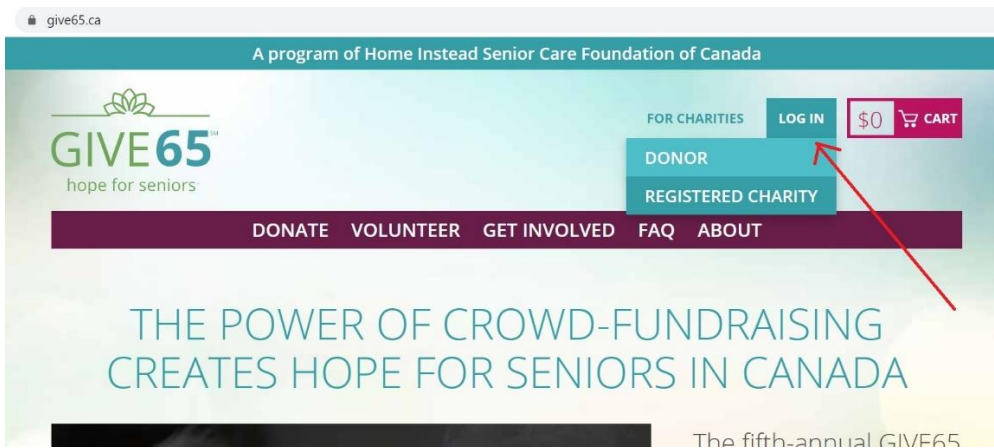 give65.ca
A program of Home Instead Senior Care Foundation of Canada
FOR CHARITIES LOG IN $0 CART
GIVE65℠
hope for seniors
DONOR
REGISTERED CHARITY
DONATE VOLUNTEER GET INVOLVED FAQ ABOUT
THE POWER OF CROWD-FUNDRAISING
CREATES HOPE FOR SENIORS IN CANADA
The fifth-annual GIVE65